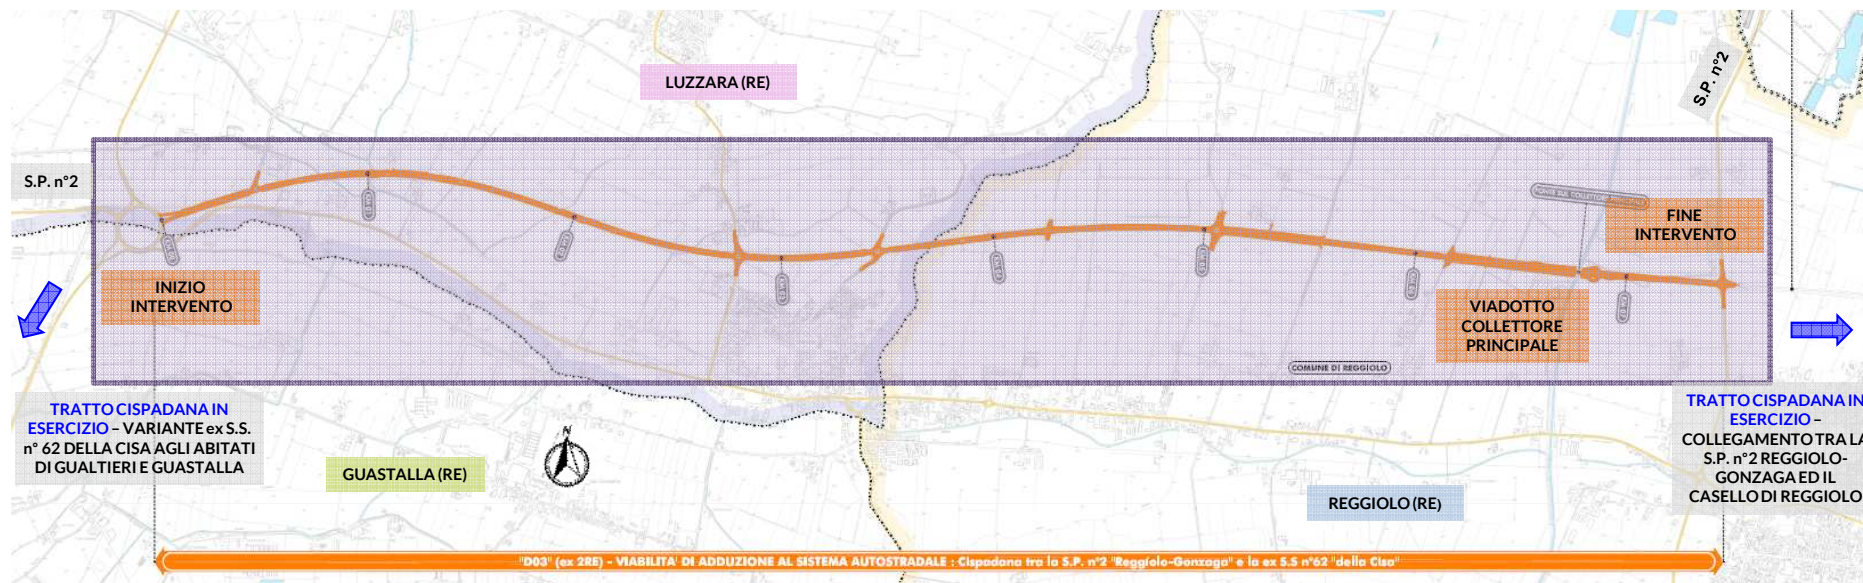 LUZZARA (RE)
S.P. n°2
S.P. n°2
INIZIO
INTERVENTO
FINE
INTERVENTO
VIADOTTO
COLLETTORE
PRINCIPALE
COMUNE DI REGGIOLO
TRATTO CISPADANA IN
ESERCIZIO – VARIANTE ex S.S.
n° 62 DELLA CISA AGLI ABITATI
DI GUALTIERI E GUASTALLA
TRATTO CISPADANA IN
ESERCIZIO –
COLLEGAMENTO TRA LA
S.P. n°2 REGGIOLO-
GONZAGA ED IL
CASELLO DI REGGIOLO
N
GUASTALLA (RE)
REGGIOLO (RE)
"D03" (ex 2RE) - VIABILITA' DI ADDUZIONE AL SISTEMA AUTOSTRADALE : Cispadana tra la S.P. n°2 "Reggiolo-Gonzaga" e la ex S.S n°62 "della Cisa"